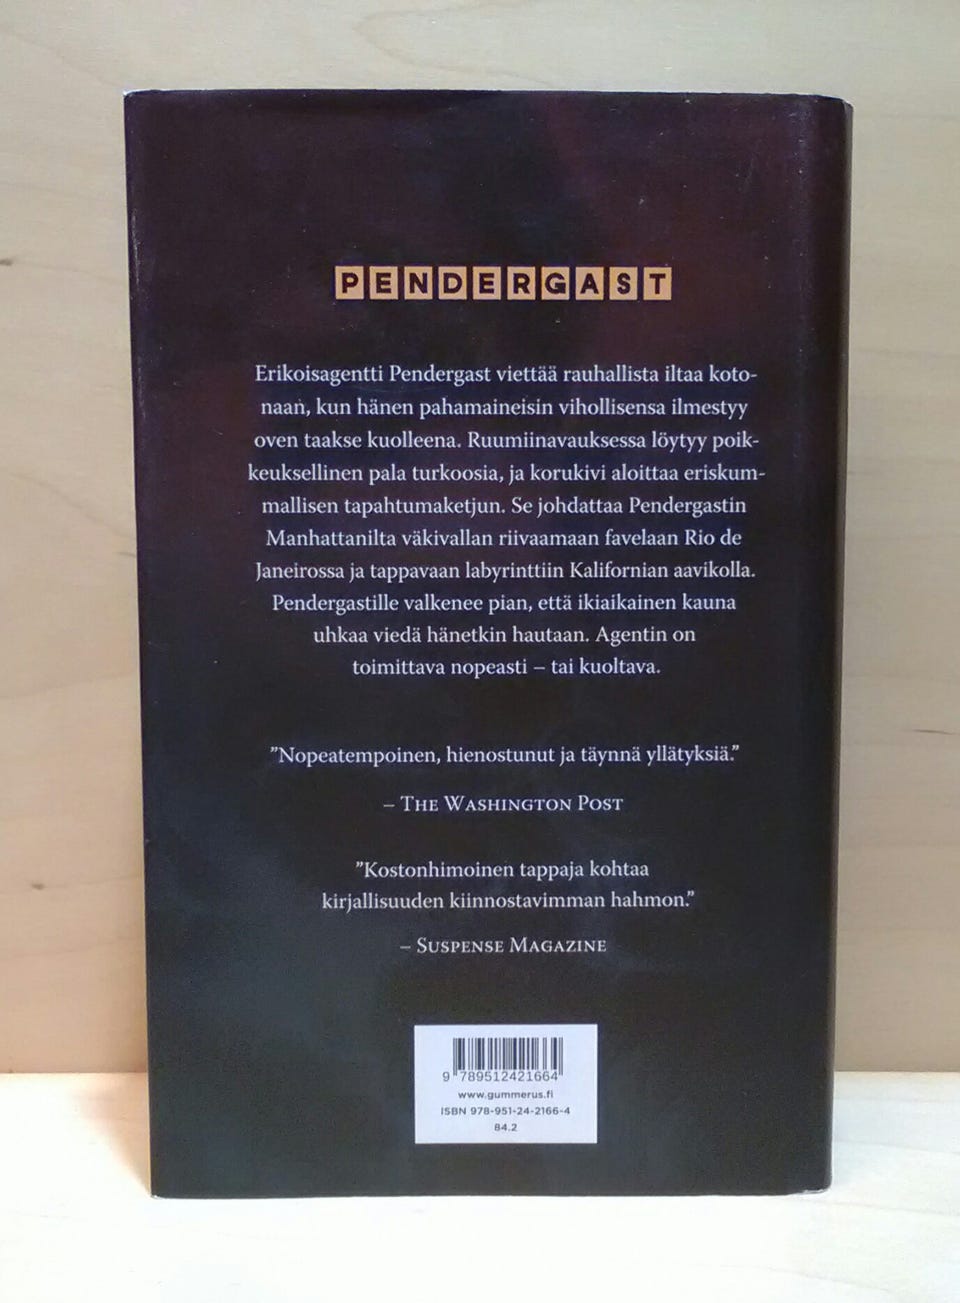 PENDERGAST
Erikoisagentti Pendergast viettää rauhallista iltaa koto-
naan, kun hänen pahamaineisin vihollisensa ilmestyy
oven taakse kuolleena. Ruumiinavauksessa löytyy poik-
keuksellinen pala turkoosia, ja korukivi aloittaa eriskum-
mallisen tapahtumaketjun. Se johdattaa Pendergastin
Manhattanilta väkivallan riivaamaan favelaan Rio de
Janeirossa ja tappavaan labyrinttiin Kalifornian aavikolla.
Pendergastille valkenee pian, että ikiaikainen kauna
uhkaa viedä hänetkin hautaan. Agentin on
toimittava nopeasti – tai kuoltava.
”Nopeatempoinen, hienostunut ja täynnä yllätyksiä.”
– The Washington Post
”Kostonhimoinen tappaja kohtaa
kirjallisuuden kiinnostavimman hahmon.”
– Suspense Magazine
9 789512 421664
www.gummerus.fi
ISBN 978-951-24-2166-4
84.2